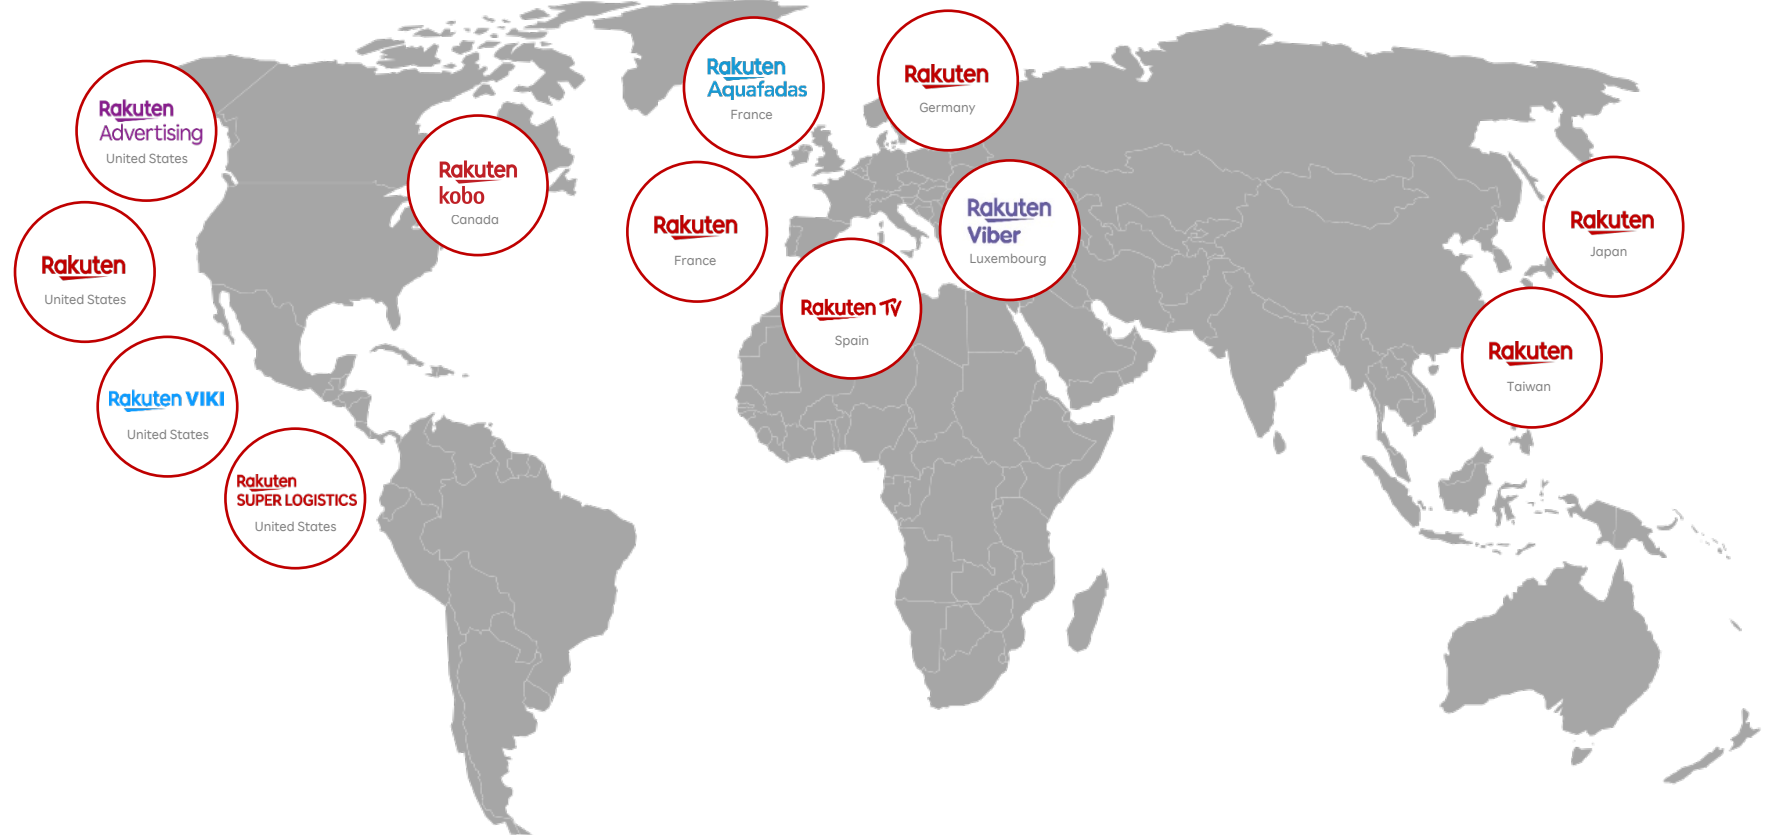 Rakuten
Advertising
United States
Rakuten
United States
Rakuten VIKI
United States
Rakuten
SUPER LOGISTICS
United States
Rakuten
kobo
Canada
Rakuten
Aquafadas
France
Rakuten
Germany
Rakuten
France
Rakuten
Viber
Luxembourg
Rakuten TV
Spain
Rakuten
Japan
Rakuten
Taiwan